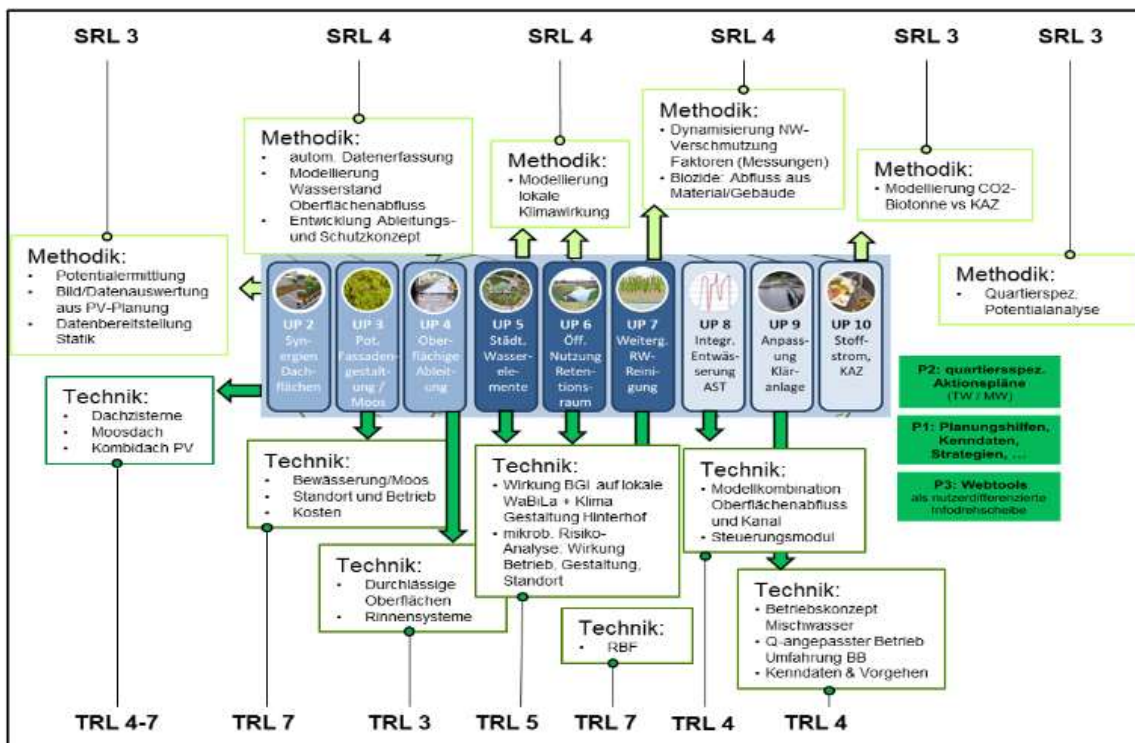 SRL 3
SRL 4
SRL 4
SRL 4
SRL 3
SRL 3
Methodik:
• autom. Datenerfassung
• Modellierung
Wasserstand
Oberflächenabfluss
• Entwicklung Ableitungs-
und Schutzkonzept
Methodik:
• Modellierung
lokale
Klimawirkung
Methodik:
• Dynamisierung NW-
Verschmutzung
Faktoren (Messungen)
• Biozide: Abfluss aus
Material/Gebäude
Methodik:
• Modellierung CO2-
Biotonne vs KAZ
Methodik:
• Potentialermittlung
• Bild/Datenauswertung
aus PV-Planung
• Datenbereitstellung
Statik
Methodik:
• Quartierspez.
Potentialanalyse
UP 2
Syn-
ergien
Dach-
flächen
UP 3
Pot.
Fassaden-
gestalt-
ung /
Moos
UP 4
Ober-
flächige
Ableit-
ung
UP 5
Städt.
Wasser-
ele-
mente
UP 6
Öff.
Nutzung
Reten-
tions-
raum
UP 7
Weiterg.
RW-
Reini-
gung
UP 8
Integr.
Entwäs-
serung
AST
UP 9
Anpas-
sung
Klär-
anlage
UP 10
Stoff-
strom,
KAZ
P2: quartiersspez.
Aktionspläne
(TW / MW)
P1: Planungshilfen,
Kenndaten,
Strategien, ...
P3: Webtools
als nutzerdifferenzierte
Infodrehscheibe
Technik:
• Dachzisterne
• Moosdach
• Kombidach PV
Technik:
• Bewässerung/Moos
• Standort und Betrieb
• Kosten
Technik:
• Durchlässige
Oberflächen
• Rinnensysteme
Technik:
• Wirkung BGI auf lokale
WaBiLa + Klima
Gestaltung Hinterhof
• mikrob. Risiko-
Analyse: Wirkung
Betrieb, Gestaltung,
Standort
Technik:
• RBF
Technik:
• Modellkombination
Oberflächenabfluss
und Kanal
• Steuerungsmodul
Technik:
• Betriebskonzept
Mischwasser
• Q-angepasster Betrieb
Umfahrung BB
• Kenndaten & Vorgehen
TRL 4-7
TRL 7
TRL 3
TRL 5
TRL 7
TRL 4
TRL 4